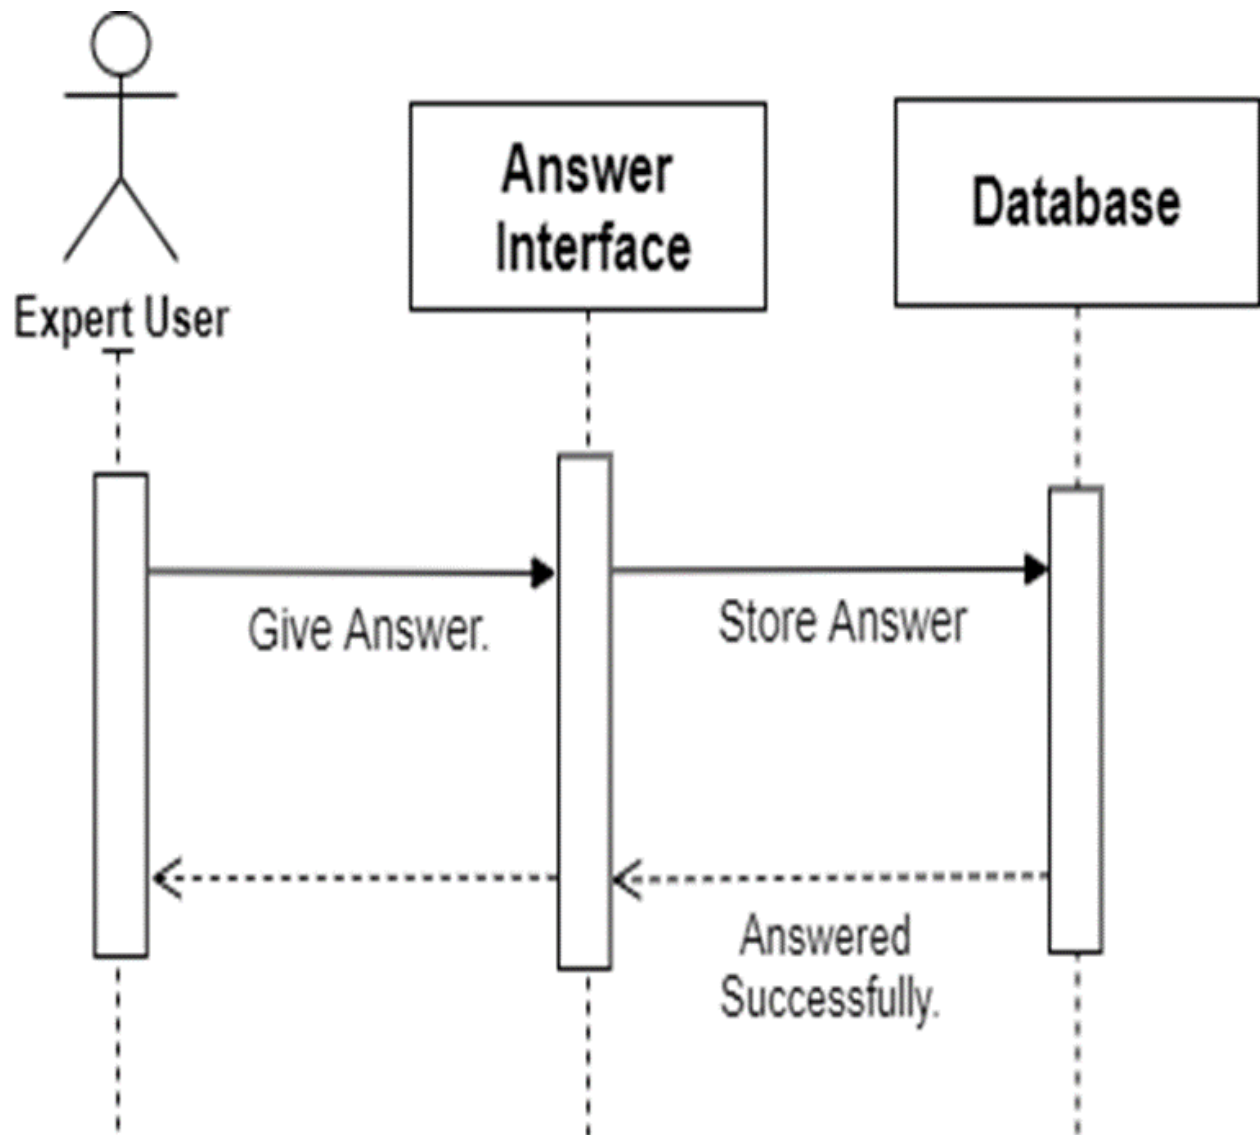 Answer
Interface
Database
Expert User
Give Answer.
Store Answer
Answered
Successfully.